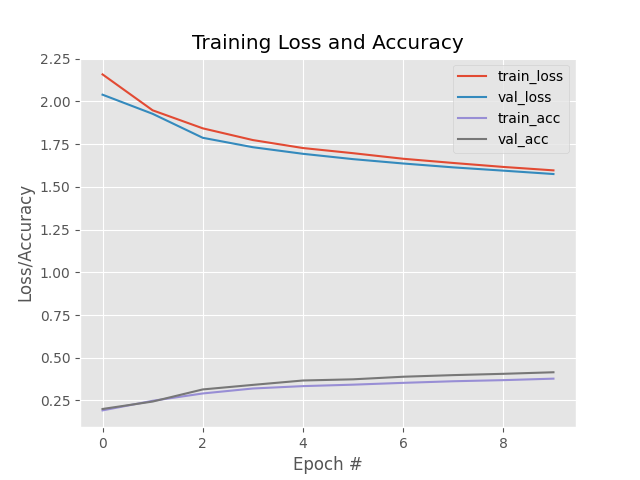 Training Loss and Accuracy
train_loss
val_loss
train_acc
val_acc
Loss/Accuracy
2.25
2.00
1.75
1.50
1.25
1.00
0.75
0.50
0.25
0 2 4 6 8
Epoch #